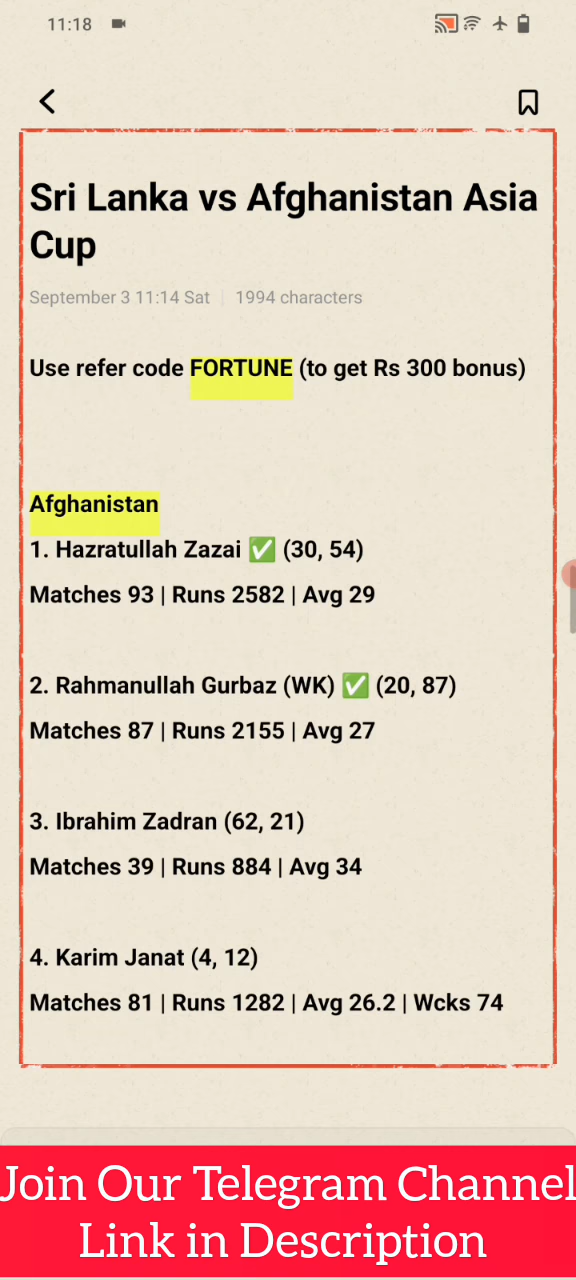 11:18
Sri Lanka vs Afghanistan Asia
Cup
September 3 11:14 Sat | 1994 characters
Use refer code FORTUNE (to get Rs 300 bonus)
Afghanistan
1. Hazratullah Zazai ✅ (30, 54)
Matches 93 | Runs 2582 | Avg 29
2. Rahmanullah Gurbaz (WK) ✅ (20, 87)
Matches 87 | Runs 2155 | Avg 27
3. Ibrahim Zadran (62, 21)
Matches 39 | Runs 884 | Avg 34
4. Karim Janat (4, 12)
Matches 81 | Runs 1282 | Avg 26.2 | Wcks 74
Join Our Telegram Channel
Link in Description